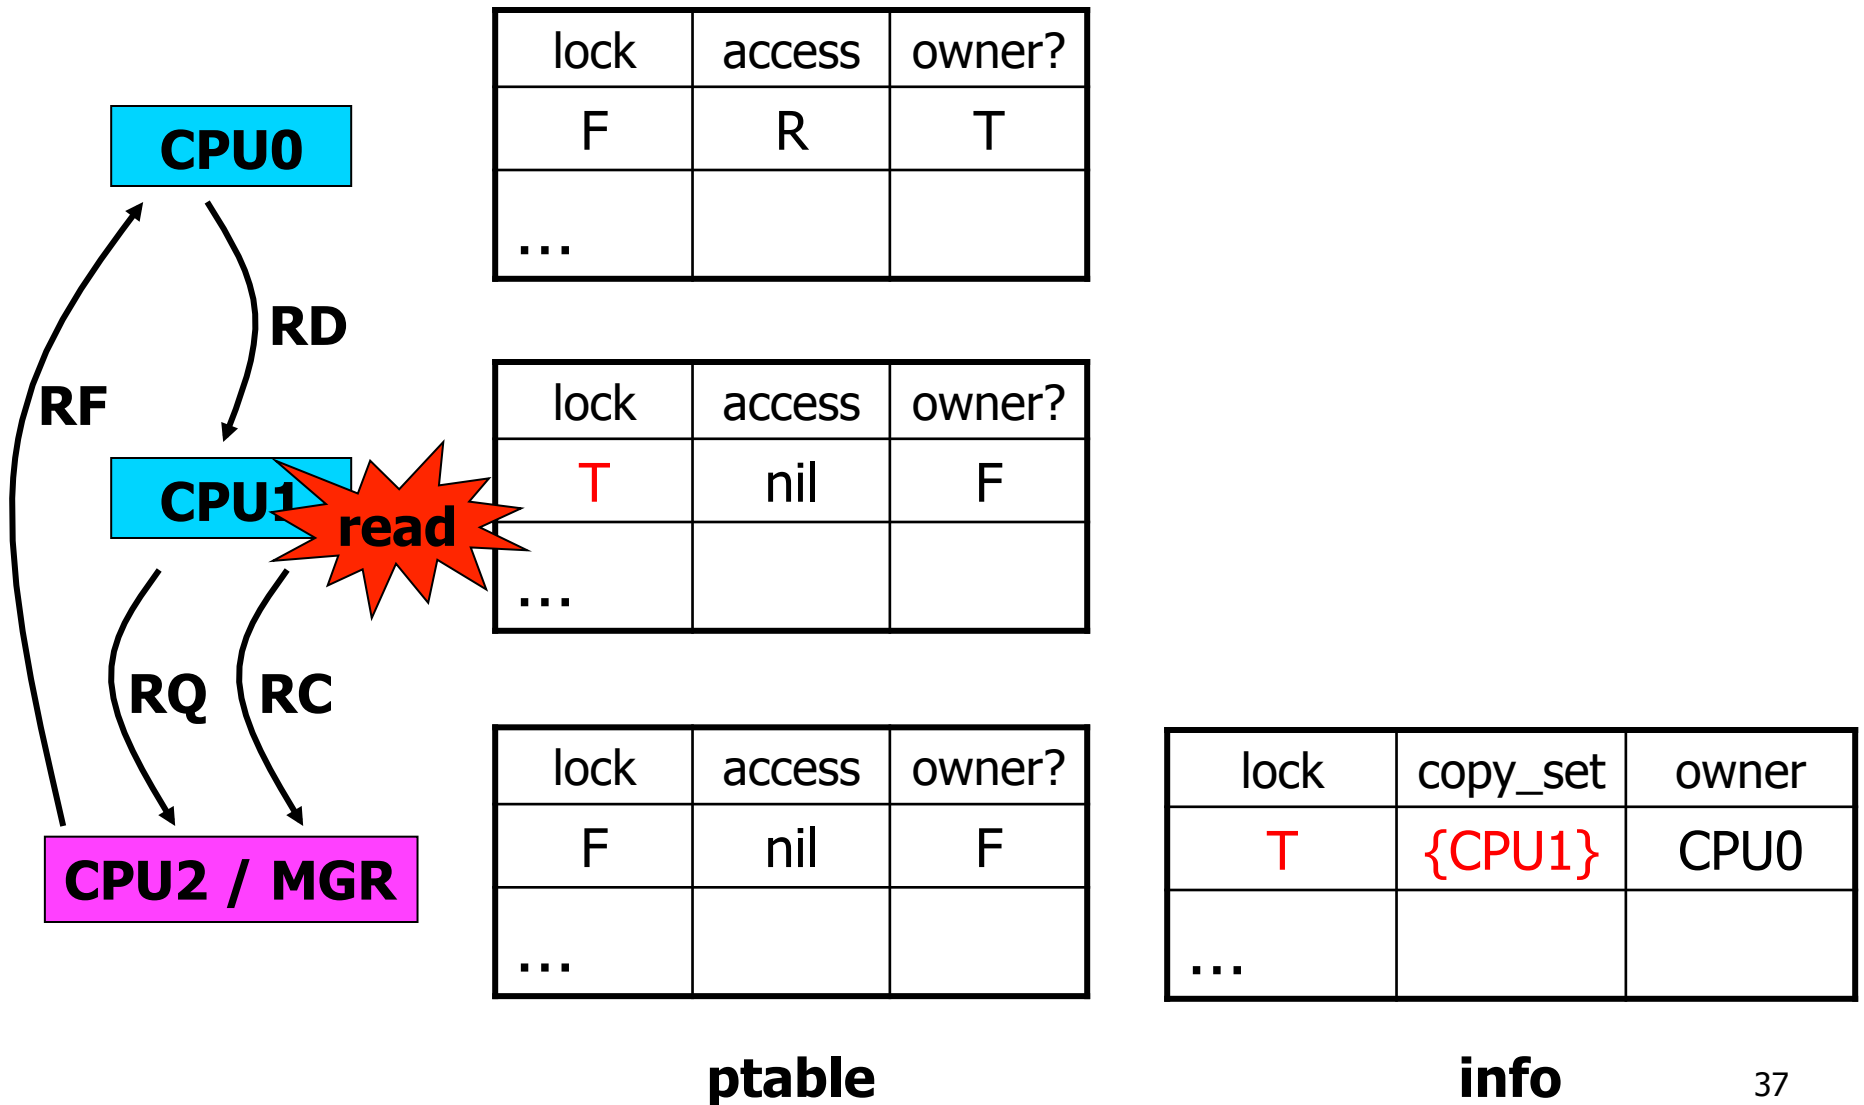 lock access owner?
CPU0 F R T
...
RD
RF
lock access owner?
CPU1 read T nil F
...
RQ RC
lock access owner?
CPU2 / MGR F nil F
...
lock copy_set owner
T {CPU1} CPU0
...
ptable info 37